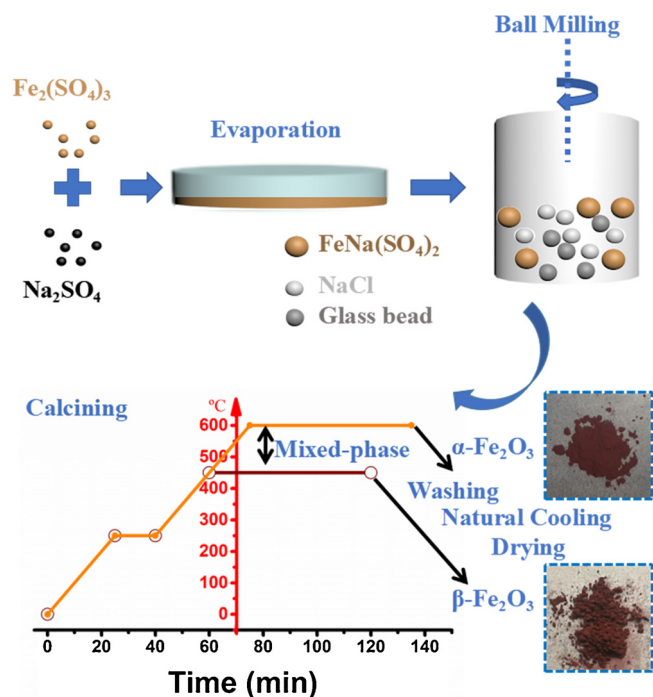 Ball Milling
Fe₂(SO₄)₃
Evaporation
FeNa(SO₄)₂
NaCl
Glass bead
Na₂SO₄
Calcining
ºC
600
500
400
300
200
100
0
Mixed-phase
α-Fe₂O₃
Washing
Natural Cooling
Drying
β-Fe₂O₃
0 20 40 60 80 100 120 140
Time (min)